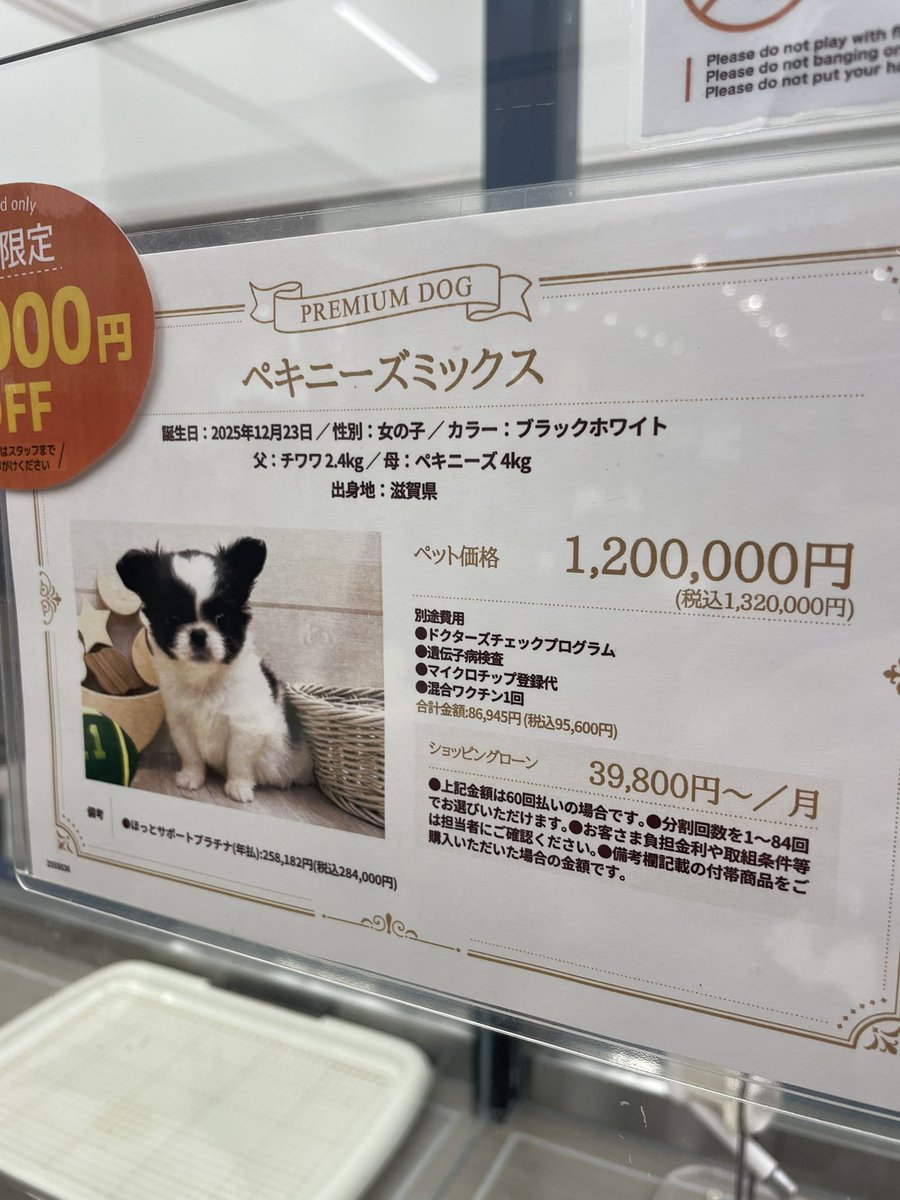 Please do not play with
Please do not banging on
Please do not put your
only
限定
000円
OFF
はスタッフまで
ください
PREMIUM DOG
ペキニーズミックス
誕生日：2025年12月23日／性別：女の子／カラー：ブラックホワイト
父：チワワ 2.4kg／母：ペキニーズ 4kg
出身地：滋賀県
ペット価格 1,200,000円
(税込1,320,000円)
別途費用
●ドクターズチェックプログラム
●遺伝子病検査
●マイクロチップ登録代
●混合ワクチン1回
合計金額:86,945円 (税込95,600円)
ショッピングローン 39,800円～／月
●上記金額は60回払いの場合です。●分割回数を1～84回
でお選びいただけます。●お客さま負担金利や取組条件等
は担当者にご確認ください。●備考欄記載の付帯商品をご
購入いただいた場合の金額です。
1
備考
●ほっとサポートプラチナ(年払):258,182円(税込284,000円)